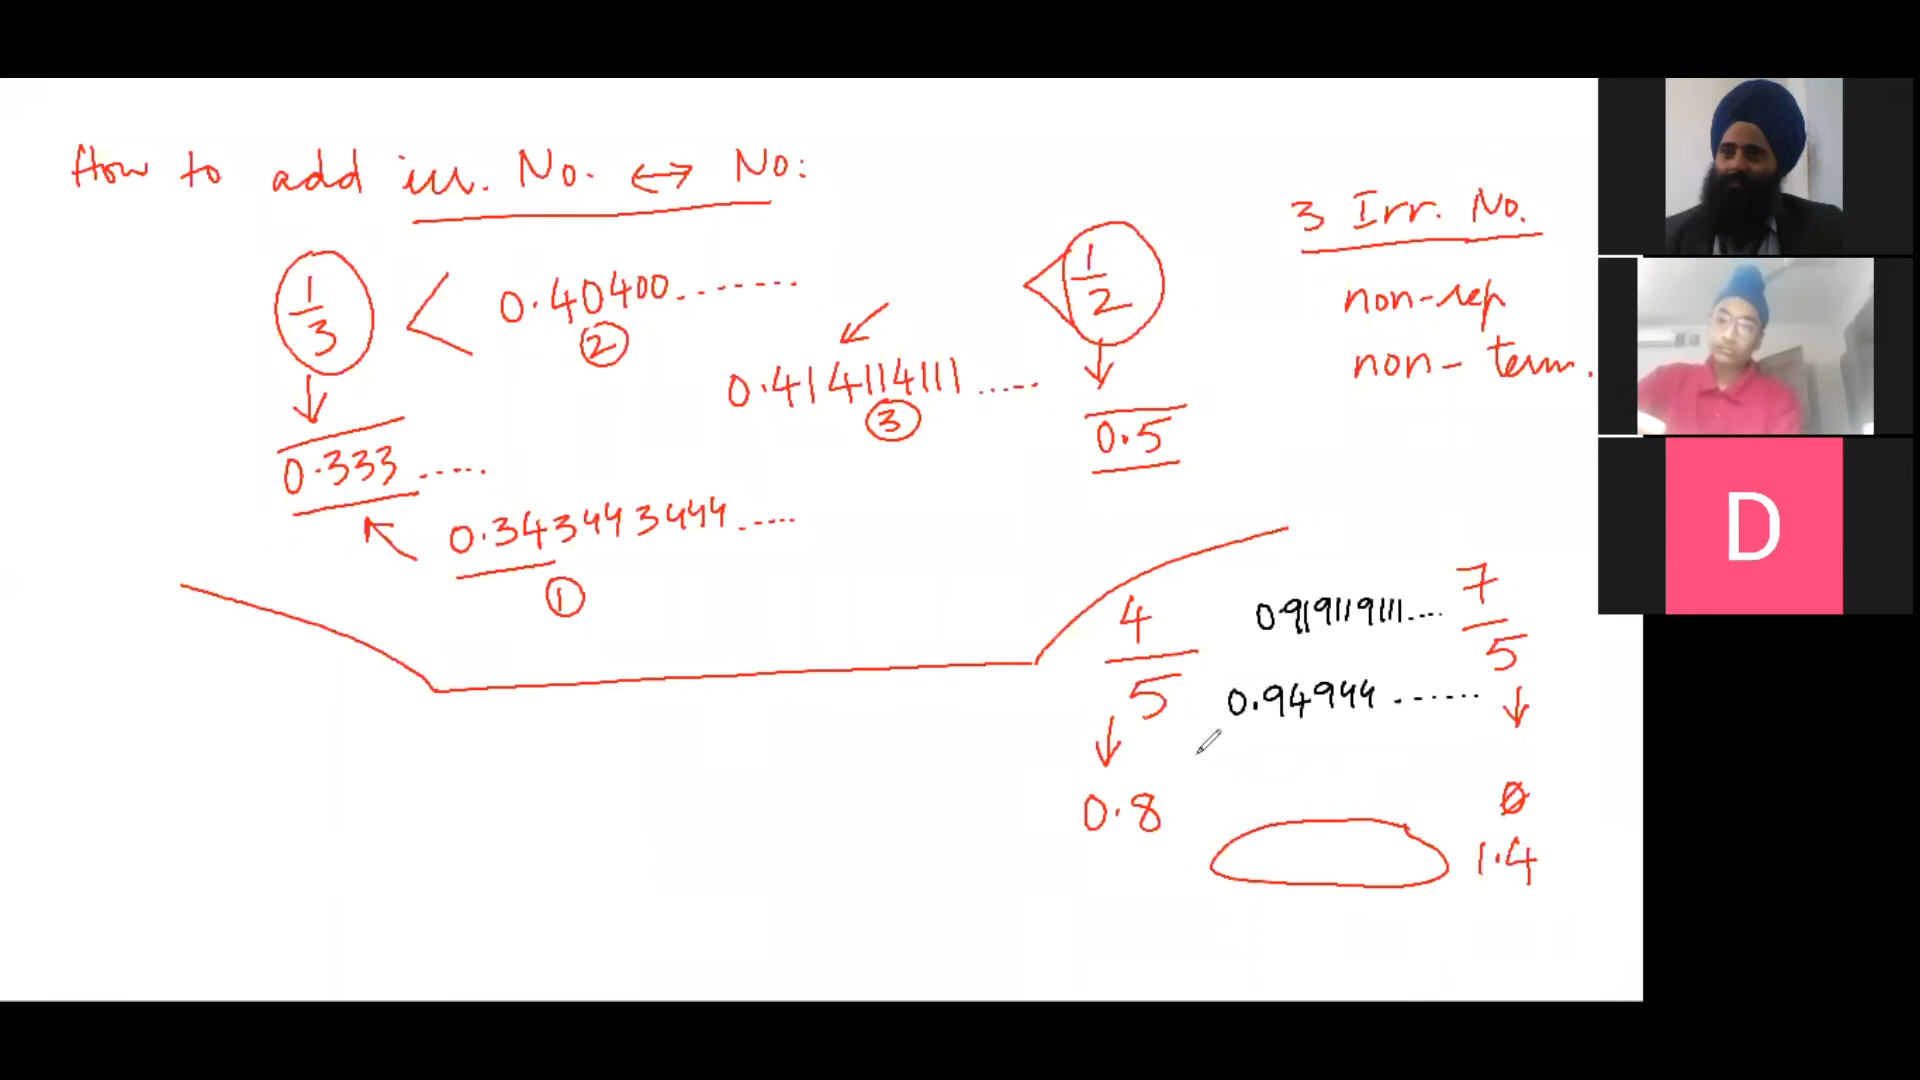 How to add irr. No. ↔ No:
3 Irr. No.
non-rep
non- term.
1/3 < 0.40400........
②
< 1/2
0.414114111.....
③
0.5
0.333.....
0.343443444.....
①
4/5
0.919119111....
7/5
0.94944.......
0.8
0
1.4
D